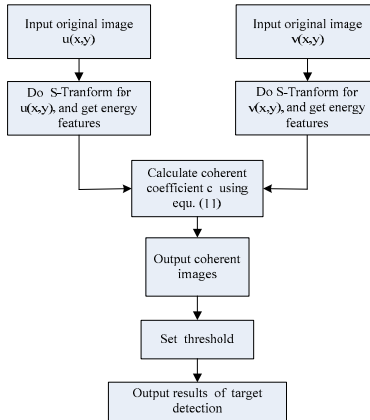 Input original image
u(x,y)
Input original image
v(x,y)
Do S-Tranform for
u(x,y), and get energy
features
Do S-Tranform for
v(x,y), and get energy
features
Calculate coherent
coefficient c using
equ. (11)
Output coherent
images
Set threshold
Output results of target
detection